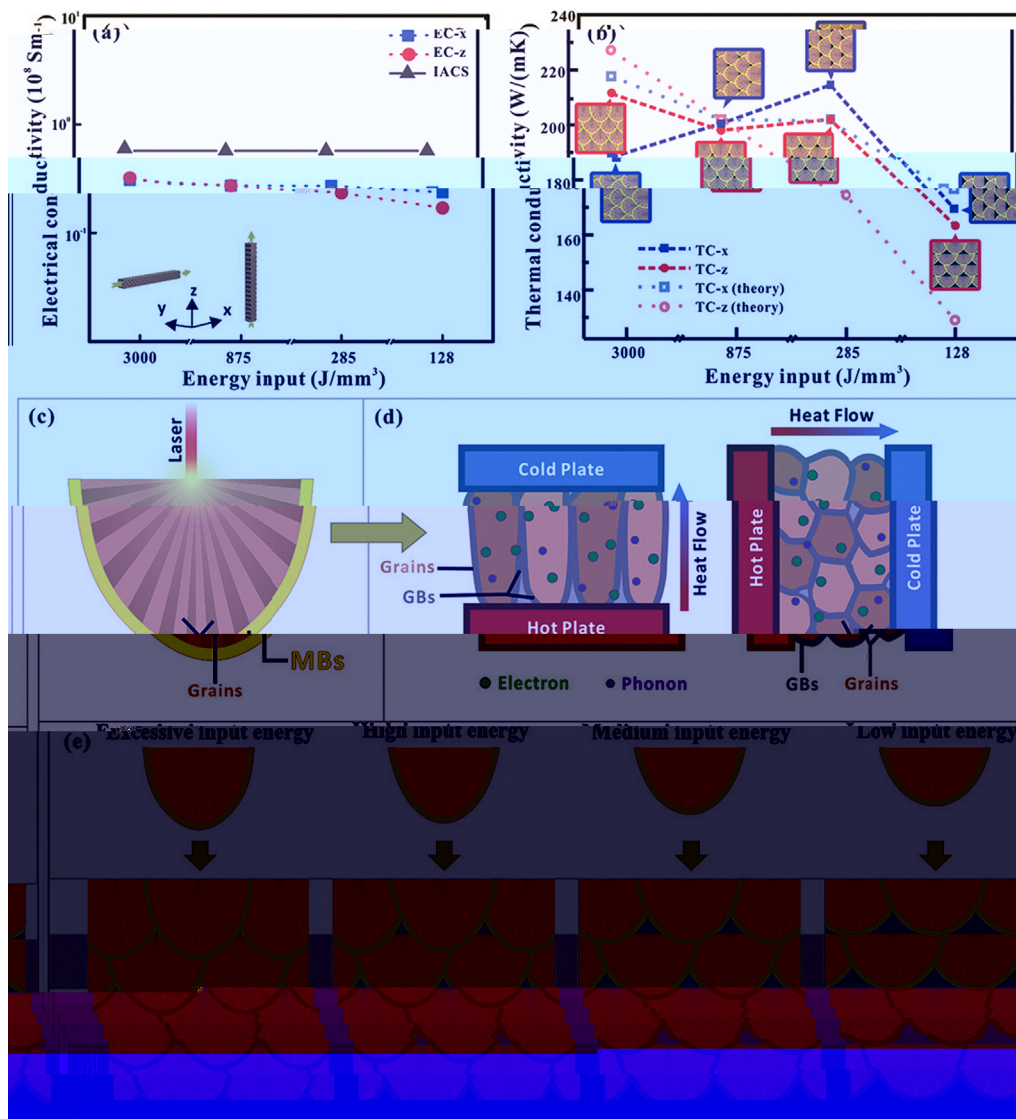 (a)
EC-x
EC-z
IACS
10¹
10⁰
10⁻¹
Electrical conductivity (10⁸ Sm⁻¹)
z
y
x
3000
875
285
128
Energy input (J/mm³)
(b)
240
220
200
180
160
140
Thermal conductivity (W/(mK)
TC-x
TC-z
TC-x (theory)
TC-z (theory)
3000
875
285
128
Energy input (J/mm³)
(c)
Laser
MBs
Grains
(d)
Cold Plate
Grains
GBs
Hot Plate
Heat Flow
Heat Flow
Hot Plate
Cold Plate
GBs
Grains
Electron
Phonon
(e)
Excessive input energy
High input energy
Medium input energy
Low input energy